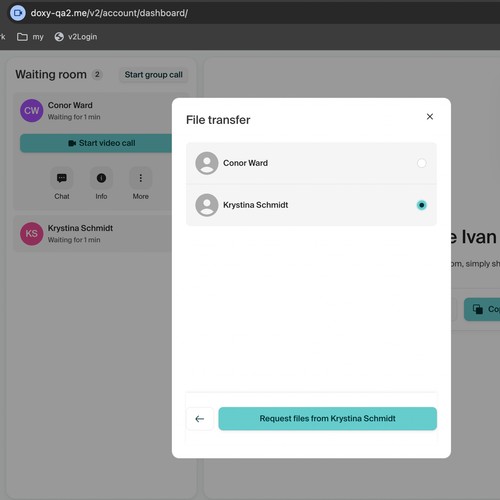 doxy-qa2.me/v2/account/dashboard/
my
v2Login
Waiting room 2
Start group call
CW
Conor Ward
Waiting for 1 min
Start video call
Chat
Info
More
KS
Krystina Schmidt
Waiting for 1 min
File transfer
Conor Ward
Krystina Schmidt
Request files from Krystina Schmidt
e Ivan
om, simply sh
Co